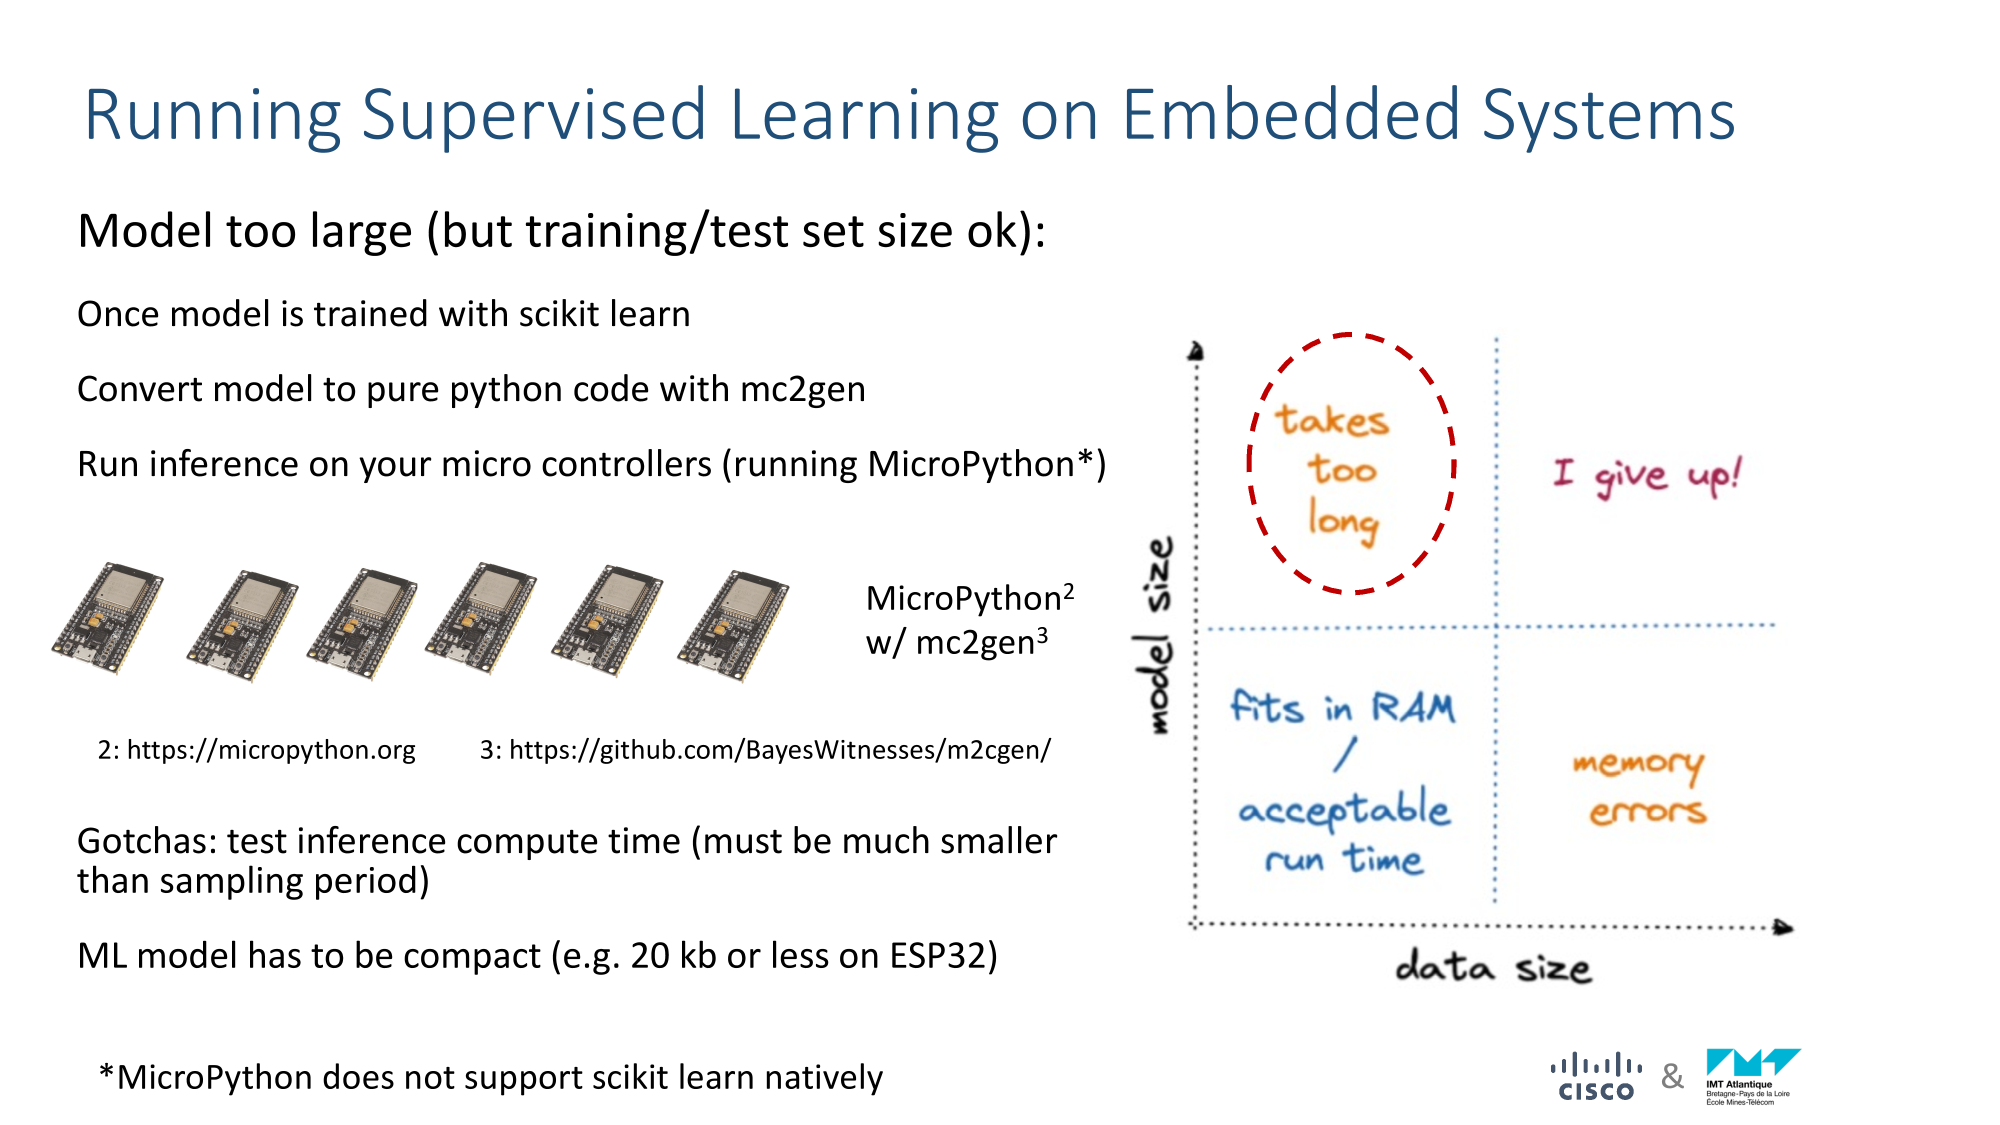 Running Supervised Learning on Embedded Systems
Model too large (but training/test set size ok):
Once model is trained with scikit learn
Convert model to pure python code with mc2gen
Run inference on your micro controllers (running MicroPython*)
MicroPython²
w/ mc2gen³
2: https://micropython.org
3: https://github.com/BayesWitnesses/m2cgen/
Gotchas: test inference compute time (must be much smaller
than sampling period)
ML model has to be compact (e.g. 20 kb or less on ESP32)
*MicroPython does not support scikit learn natively
model size
takes
too
long
I give up!
fits in RAM
/
acceptable
run time
memory
errors
data size
CISCO
&
IMT Atlantique
Bretagne-Pays de la Loire
École Mines-Télécom